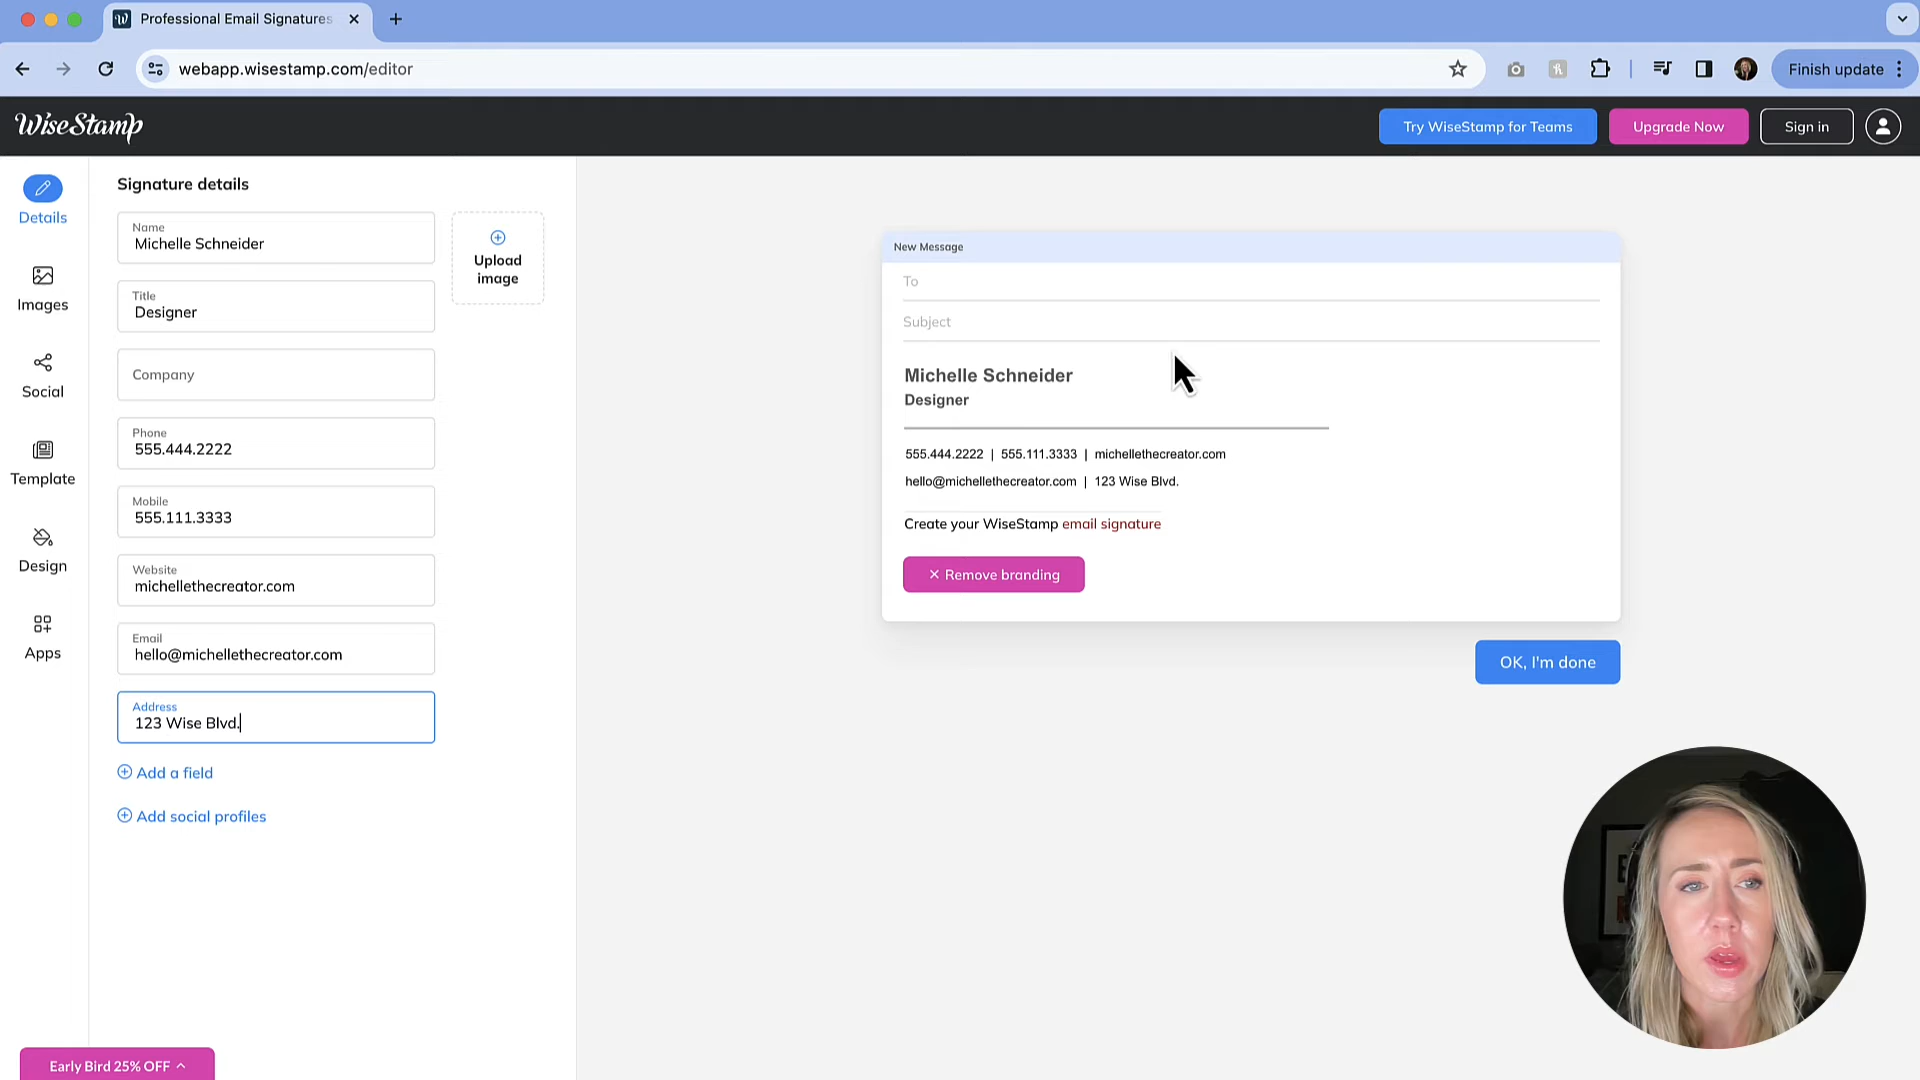 Professional Email Signatures
webapp.wisestamp.com/editor
Finish update
WiseStamp
Try WiseStamp for Teams
Upgrade Now
Sign in
Details
Images
Social
Template
Design
Apps
Signature details
Name
Michelle Schneider
Upload
image
Title
Designer
Company
Phone
555.444.2222
Mobile
555.111.3333
Website
michellethecreator.com
Email
hello@michellethecreator.com
Address
123 Wise Blvd.
Add a field
Add social profiles
Early Bird 25% OFF
New Message
To
Subject
Michelle Schneider
Designer
555.444.2222 | 555.111.3333 | michellethecreator.com
hello@michellethecreator.com | 123 Wise Blvd.
Create your WiseStamp email signature
× Remove branding
OK, I'm done